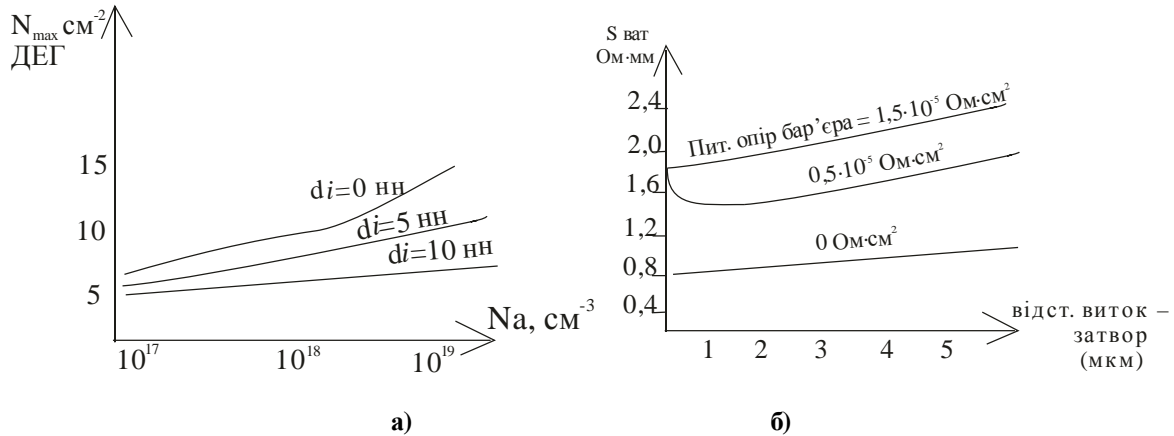 N_max см^-2
ДЕГ
15
10
5
di=0 нн
di=5 нн
di=10 нн
Na, см^-3
10^17
10^18
10^19
а)
S ват
Ом·мм
2,4
2,0
1,6
1,2
0,8
0,4
Пит. опір бар’єра = 1,5·10^-5 Ом·см^2
0,5·10^-5 Ом·см^2
0 Ом·см^2
1 2 3 4 5
відст. виток –
затвор
(мкм)
б)